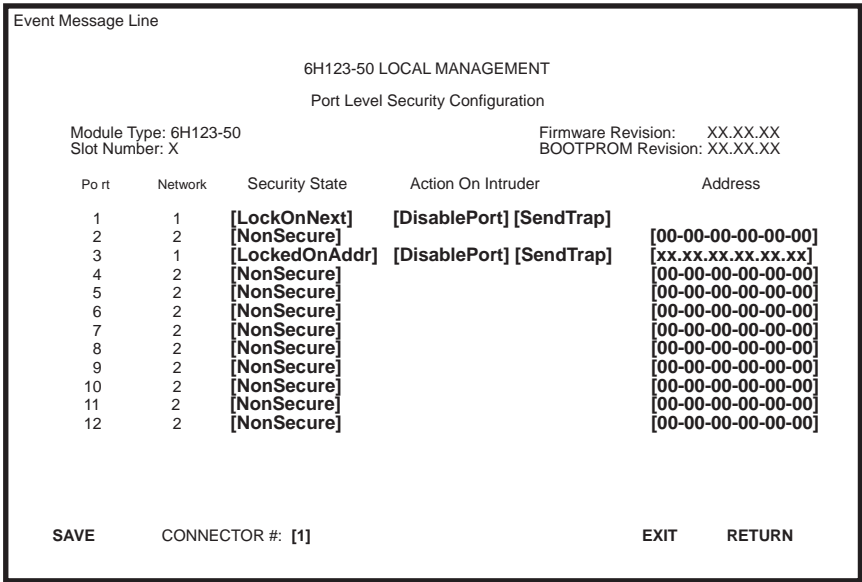 Event Message Line
6H123-50 LOCAL MANAGEMENT
Port Level Security Configuration
Module Type: 6H123-50 Firmware Revision: XX.XX.XX
Slot Number: X BOOTPROM Revision: XX.XX.XX
Po rt Network Security State Action On Intruder Address
1 1 [LockOnNext] [DisablePort] [SendTrap]
2 2 [NonSecure] [00-00-00-00-00-00]
3 1 [LockedOnAddr] [DisablePort] [SendTrap] [xx.xx.xx.xx.xx.xx]
4 2 [NonSecure] [00-00-00-00-00-00]
5 2 [NonSecure] [00-00-00-00-00-00]
6 2 [NonSecure] [00-00-00-00-00-00]
7 2 [NonSecure] [00-00-00-00-00-00]
8 2 [NonSecure] [00-00-00-00-00-00]
9 2 [NonSecure] [00-00-00-00-00-00]
10 2 [NonSecure] [00-00-00-00-00-00]
11 2 [NonSecure] [00-00-00-00-00-00]
12 2 [NonSecure] [00-00-00-00-00-00]
SAVE CONNECTOR #: [1] EXIT RETURN